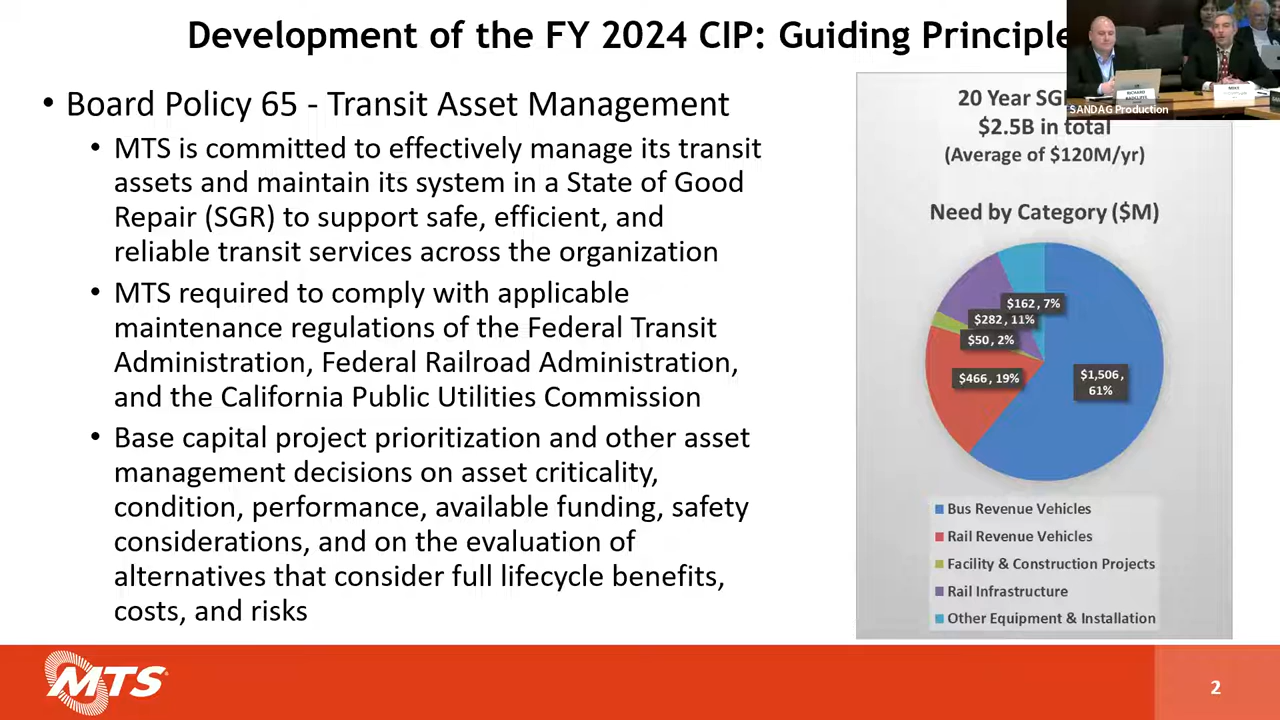 Development of the FY 2024 CIP: Guiding Principle
• Board Policy 65 - Transit Asset Management
• MTS is committed to effectively manage its transit
assets and maintain its system in a State of Good
Repair (SGR) to support safe, efficient, and
reliable transit services across the organization
• MTS required to comply with applicable
maintenance regulations of the Federal Transit
Administration, Federal Railroad Administration,
and the California Public Utilities Commission
• Base capital project prioritization and other asset
management decisions on asset criticality,
condition, performance, available funding, safety
considerations, and on the evaluation of
alternatives that consider full lifecycle benefits,
costs, and risks
SANDAG Production
20 Year SG
$2.5B in total
(Average of $120M/yr)
Need by Category ($M)
$162, 7%
$282, 11%
$50, 2%
$466, 19%
$1,506,
61%
Bus Revenue Vehicles
Rail Revenue Vehicles
Facility & Construction Projects
Rail Infrastructure
Other Equipment & Installation
MTS
2